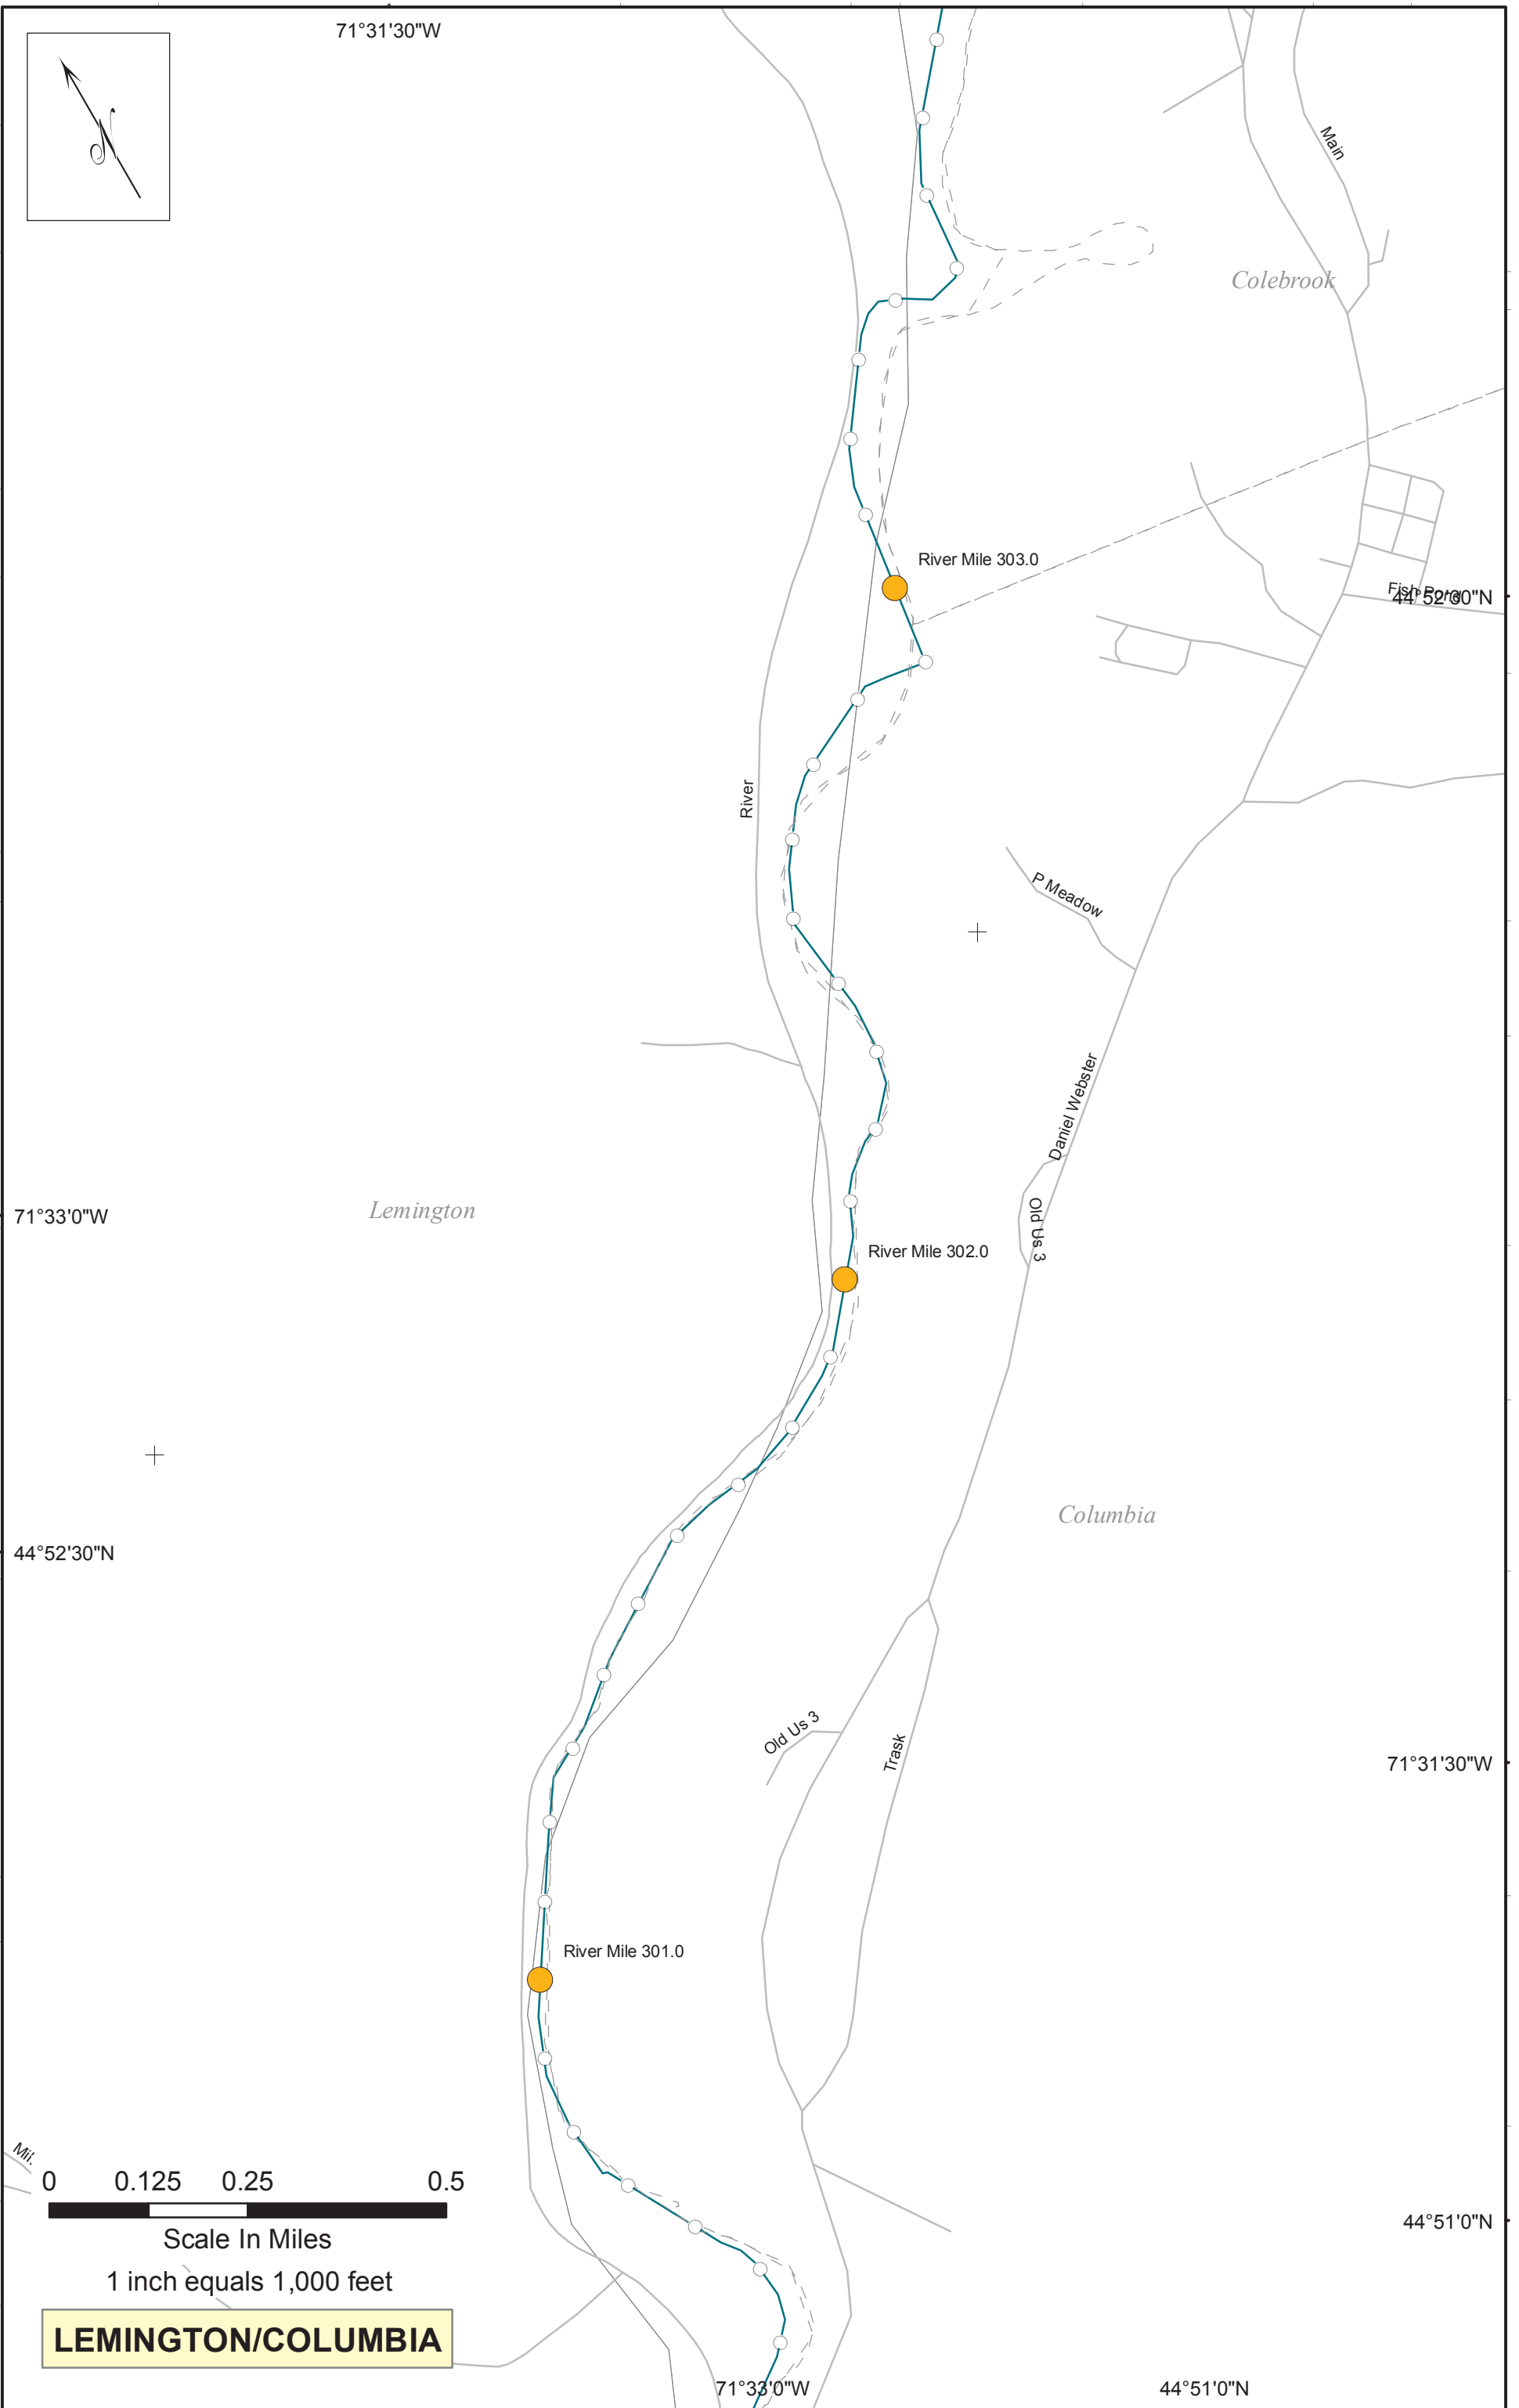 71°31'30"W
N
Main
Colebrook
River Mile 303.0
Fish Pond
44°52'30"N
River
P Meadow
Daniel Webster
Old Us 3
Lemington
71°33'0"W
River Mile 302.0
Columbia
44°52'30"N
Old Us 3
Trask
71°31'30"W
River Mile 301.0
0 0.125 0.25 0.5
Scale In Miles
44°51'0"N
1 inch equals 1,000 feet
LEMINGTON/COLUMBIA
71°33'0"W
44°51'0"N